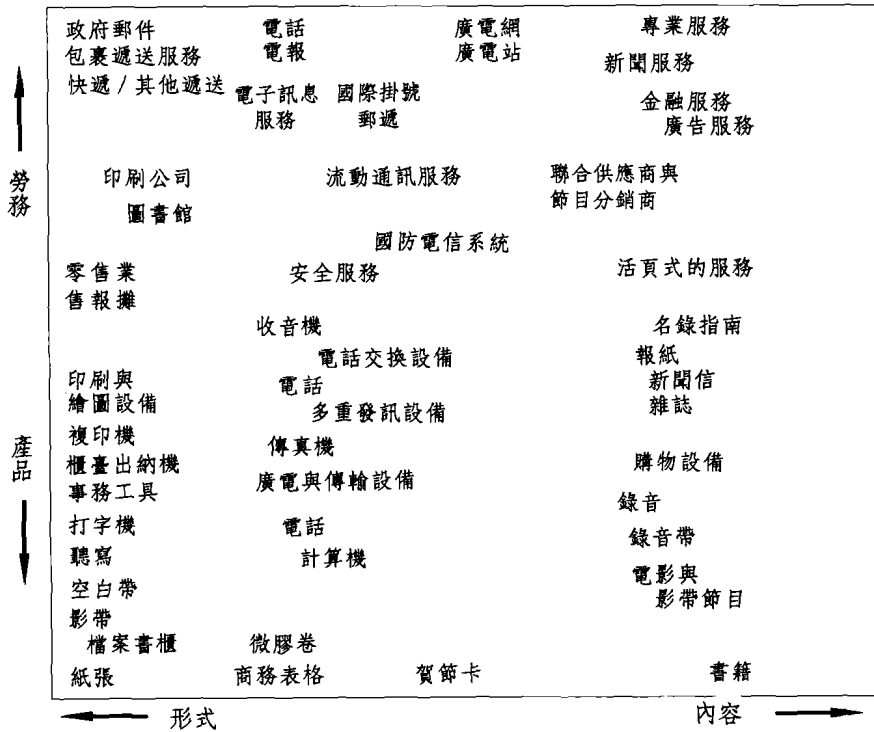 政府郵件 電話 廣電網 專業服務
包裹遞送服務 電報 廣電站 新聞服務
快遞/其他遞送 電子訊息 國際掛號 金融服務
服務 郵遞 廣告服務
印刷公司 流動通訊服務 聯合供應商與
圖書館 節目分銷商
國防電信系統
零售業 安全服務 活頁式的服務
售報攤
收音機 名錄指南
電話交換設備 報紙
印刷與 電話 新聞信
繪圖設備 多重發訊設備 雜誌
複印機 傳真機
櫃臺出納機 廣電與傳輸設備 購物設備
事務工具 錄音
打字機 電話 錄音帶
聽寫 計算機
空白帶 電影與
影帶 影帶節目
檔案書櫃 微膠卷
紙張 商務表格 賀節卡 書籍
勞務
產品
形式 內容